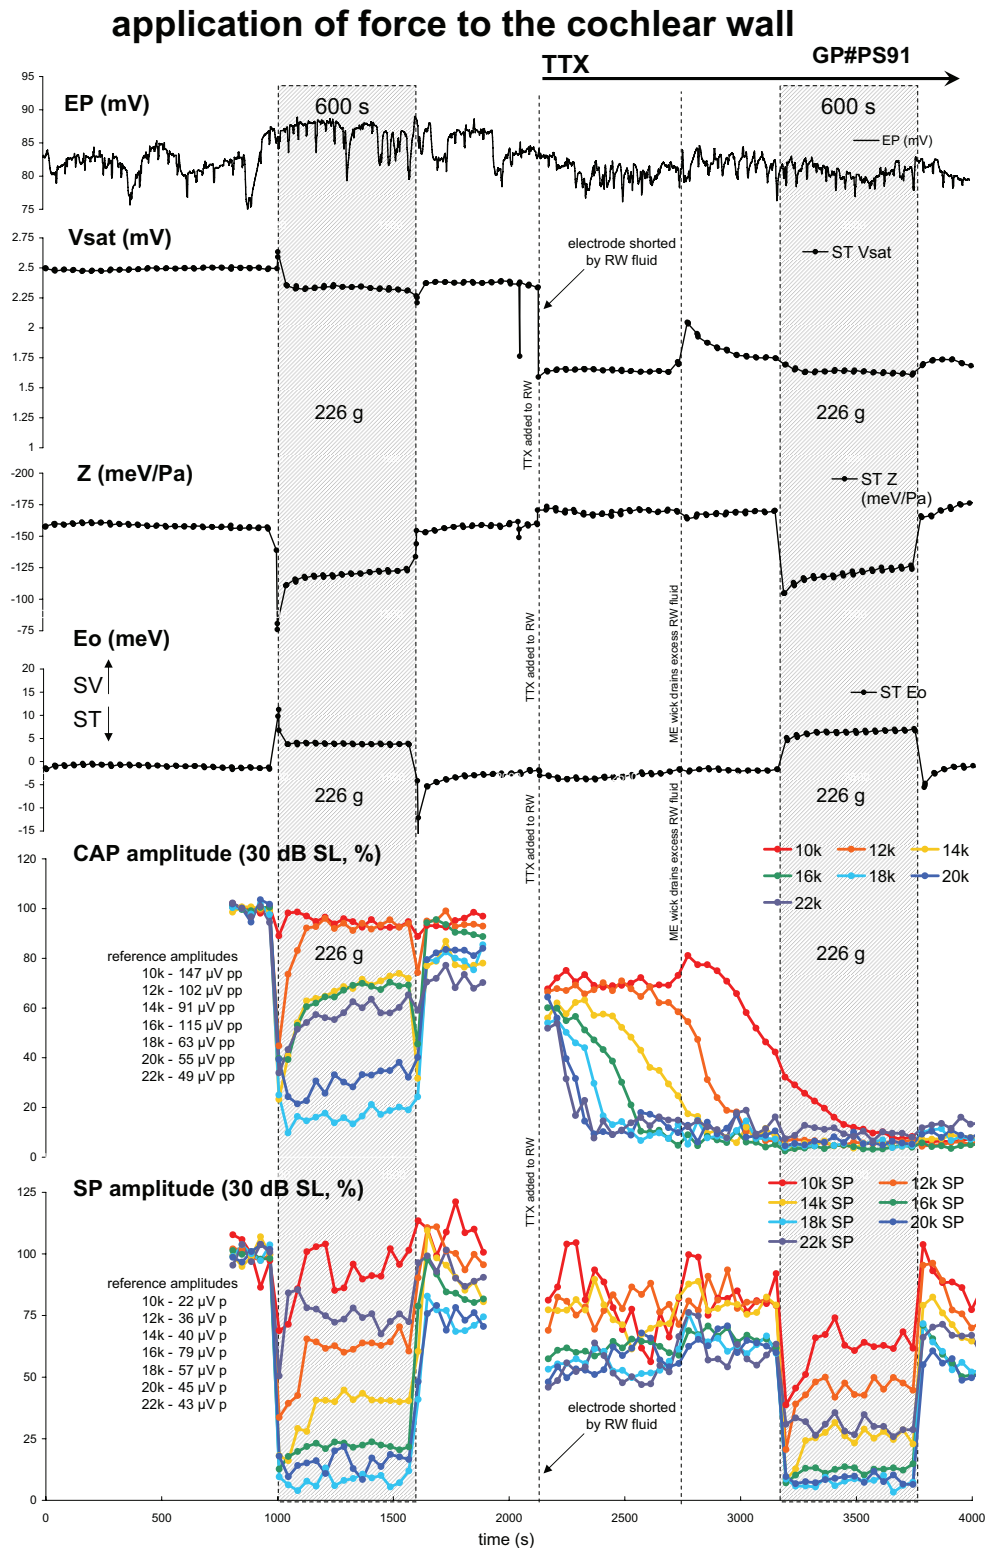 application of force to the cochlear wall
TTX
GP#PS91
EP (mV)
600 s
600 s
EP (mV)
95
90
85
80
75
Vsat (mV)
ST Vsat
electrode shorted
by RW fluid
2.75
2.5
2.25
2
1.75
1.5
1.25
1
226 g
226 g
TTX added to RW
Z (meV/Pa)
ST Z
(meV/Pa)
-200
-175
-150
-125
-100
-75
TTX added to RW
ME wick drains excess RW fluid
Eo (meV)
SV
ST
ST Eo
20
15
10
5
0
-5
-10
-15
226 g
226 g
TTX added to RW
ME wick drains excess RW fluid
CAP amplitude (30 dB SL, %)
10k 12k 14k
16k 18k 20k
22k
120
100
80
60
40
20
0
226 g
226 g
reference amplitudes
10k - 147 µV pp
12k - 102 µV pp
14k - 91 µV pp
16k - 115 µV pp
18k - 63 µV pp
20k - 55 µV pp
22k - 49 µV pp
TTX added to RW
SP amplitude (30 dB SL, %)
10k SP 12k SP
14k SP 16k SP
18k SP 20k SP
22k SP
125
100
75
50
25
0
reference amplitudes
10k - 22 µV p
12k - 36 µV p
14k - 40 µV p
16k - 79 µV p
18k - 57 µV p
20k - 45 µV p
22k - 43 µV p
electrode shorted
by RW fluid
0 500 1000 1500 2000 2500 3000 3500 4000
time (s)